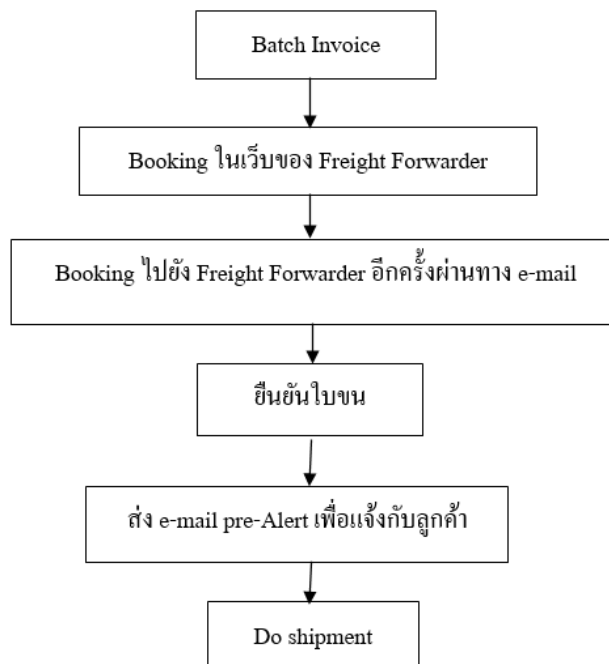 Batch Invoice
Booking ในเว็บของ Freight Forwarder
Booking ไปยัง Freight Forwarder อีกครั้งผ่านทาง e-mail
ยืนยันใบขน
ส่ง e-mail pre-Alert เพื่อแจ้งกับลูกค้า
Do shipment